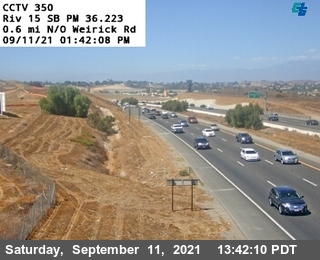 CCTV 350
Riv 15 SB PM 36.223
0.6 mi N/O Weirick Rd
09/11/21 01:42:08 PM
Saturday, September 11, 2021 13:42:10 PDT